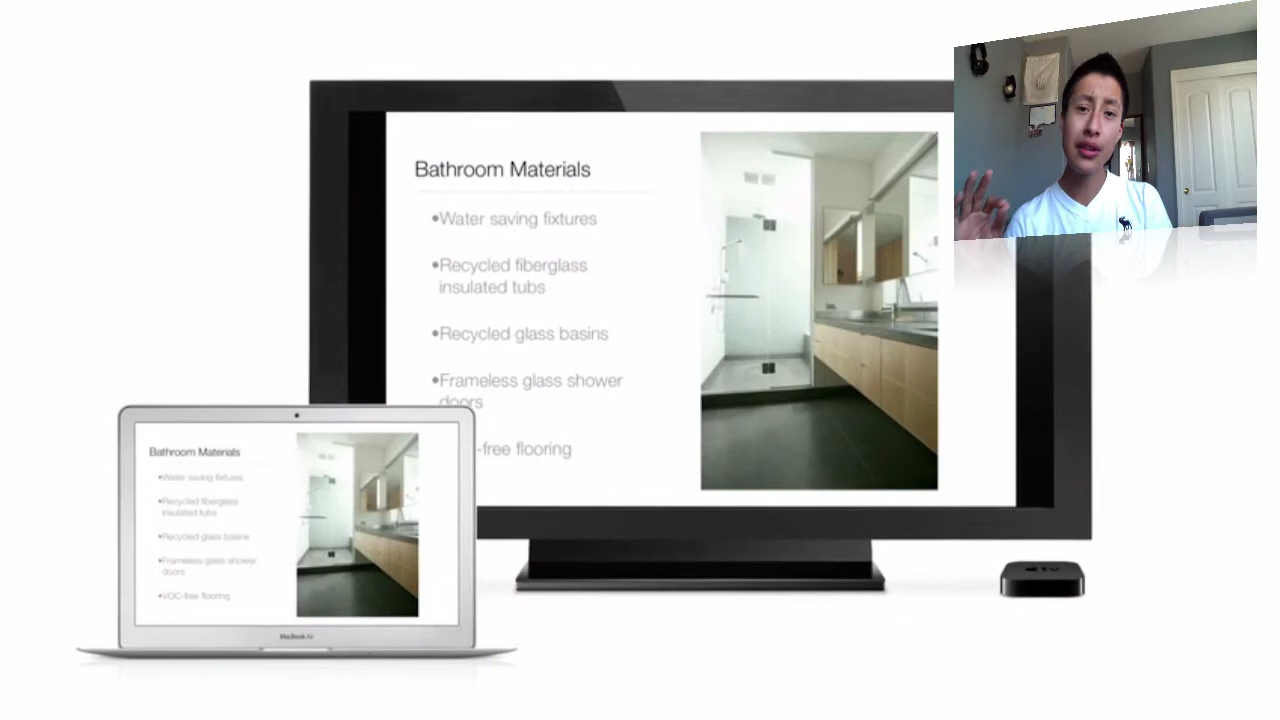 Bathroom Materials
•Water saving fixtures
•Recycled fiberglass
insulated tubs
•Recycled glass basins
•Frameless glass shower
doors
-free flooring
Bathroom Materials
•Water saving fixtures
•Recycled fiberglass
insulated tubs
•Recycled glass basins
•Frameless glass shower
doors
•VOC-free flooring
MacBook Air
tv